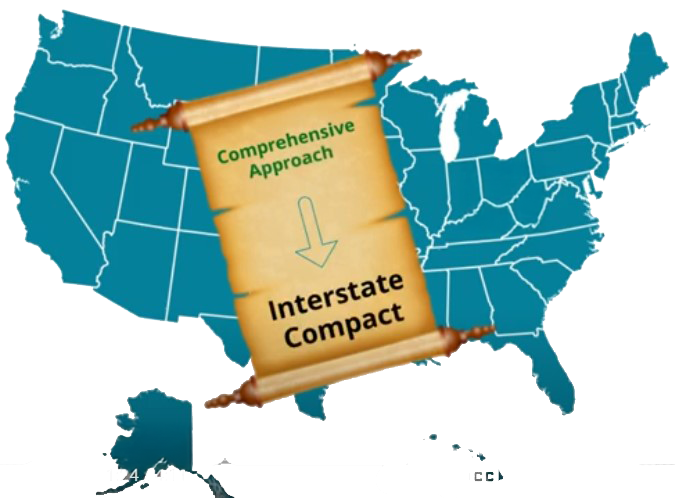 Comprehensive
Approach
Interstate
Compact